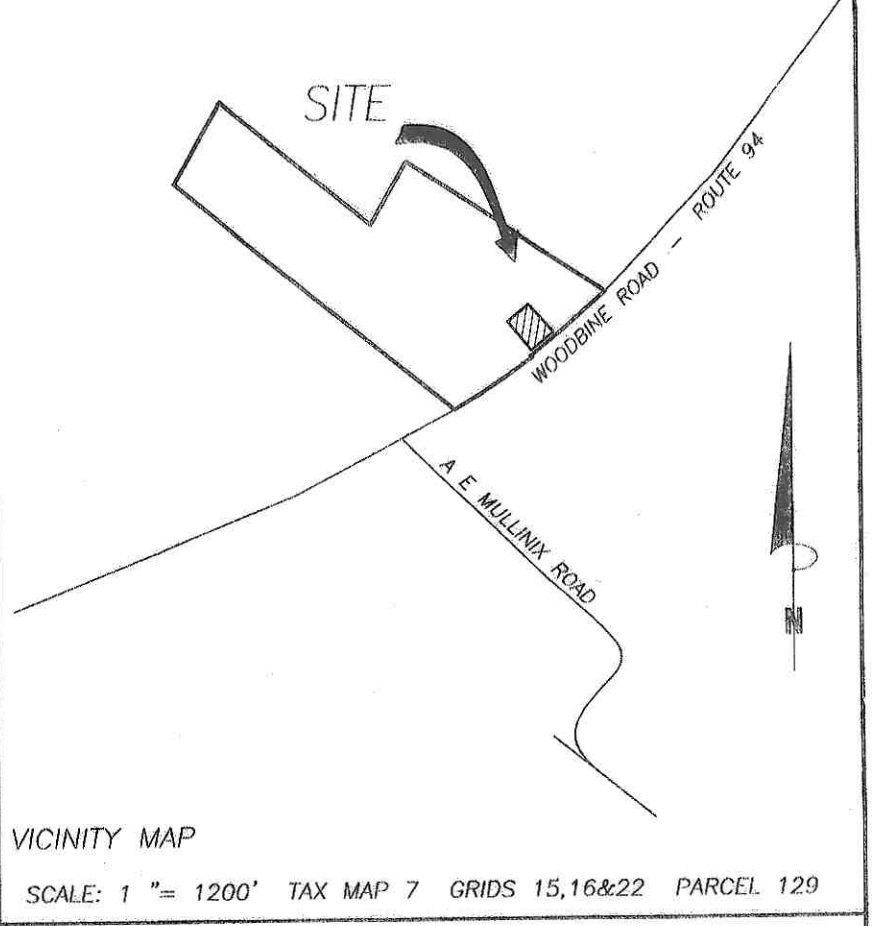 SITE
WOODBINE ROAD - ROUTE 94
A E MULLINIX ROAD
N
VICINITY MAP
SCALE: 1 "= 1200' TAX MAP 7 GRIDS 15,16&22 PARCEL 129